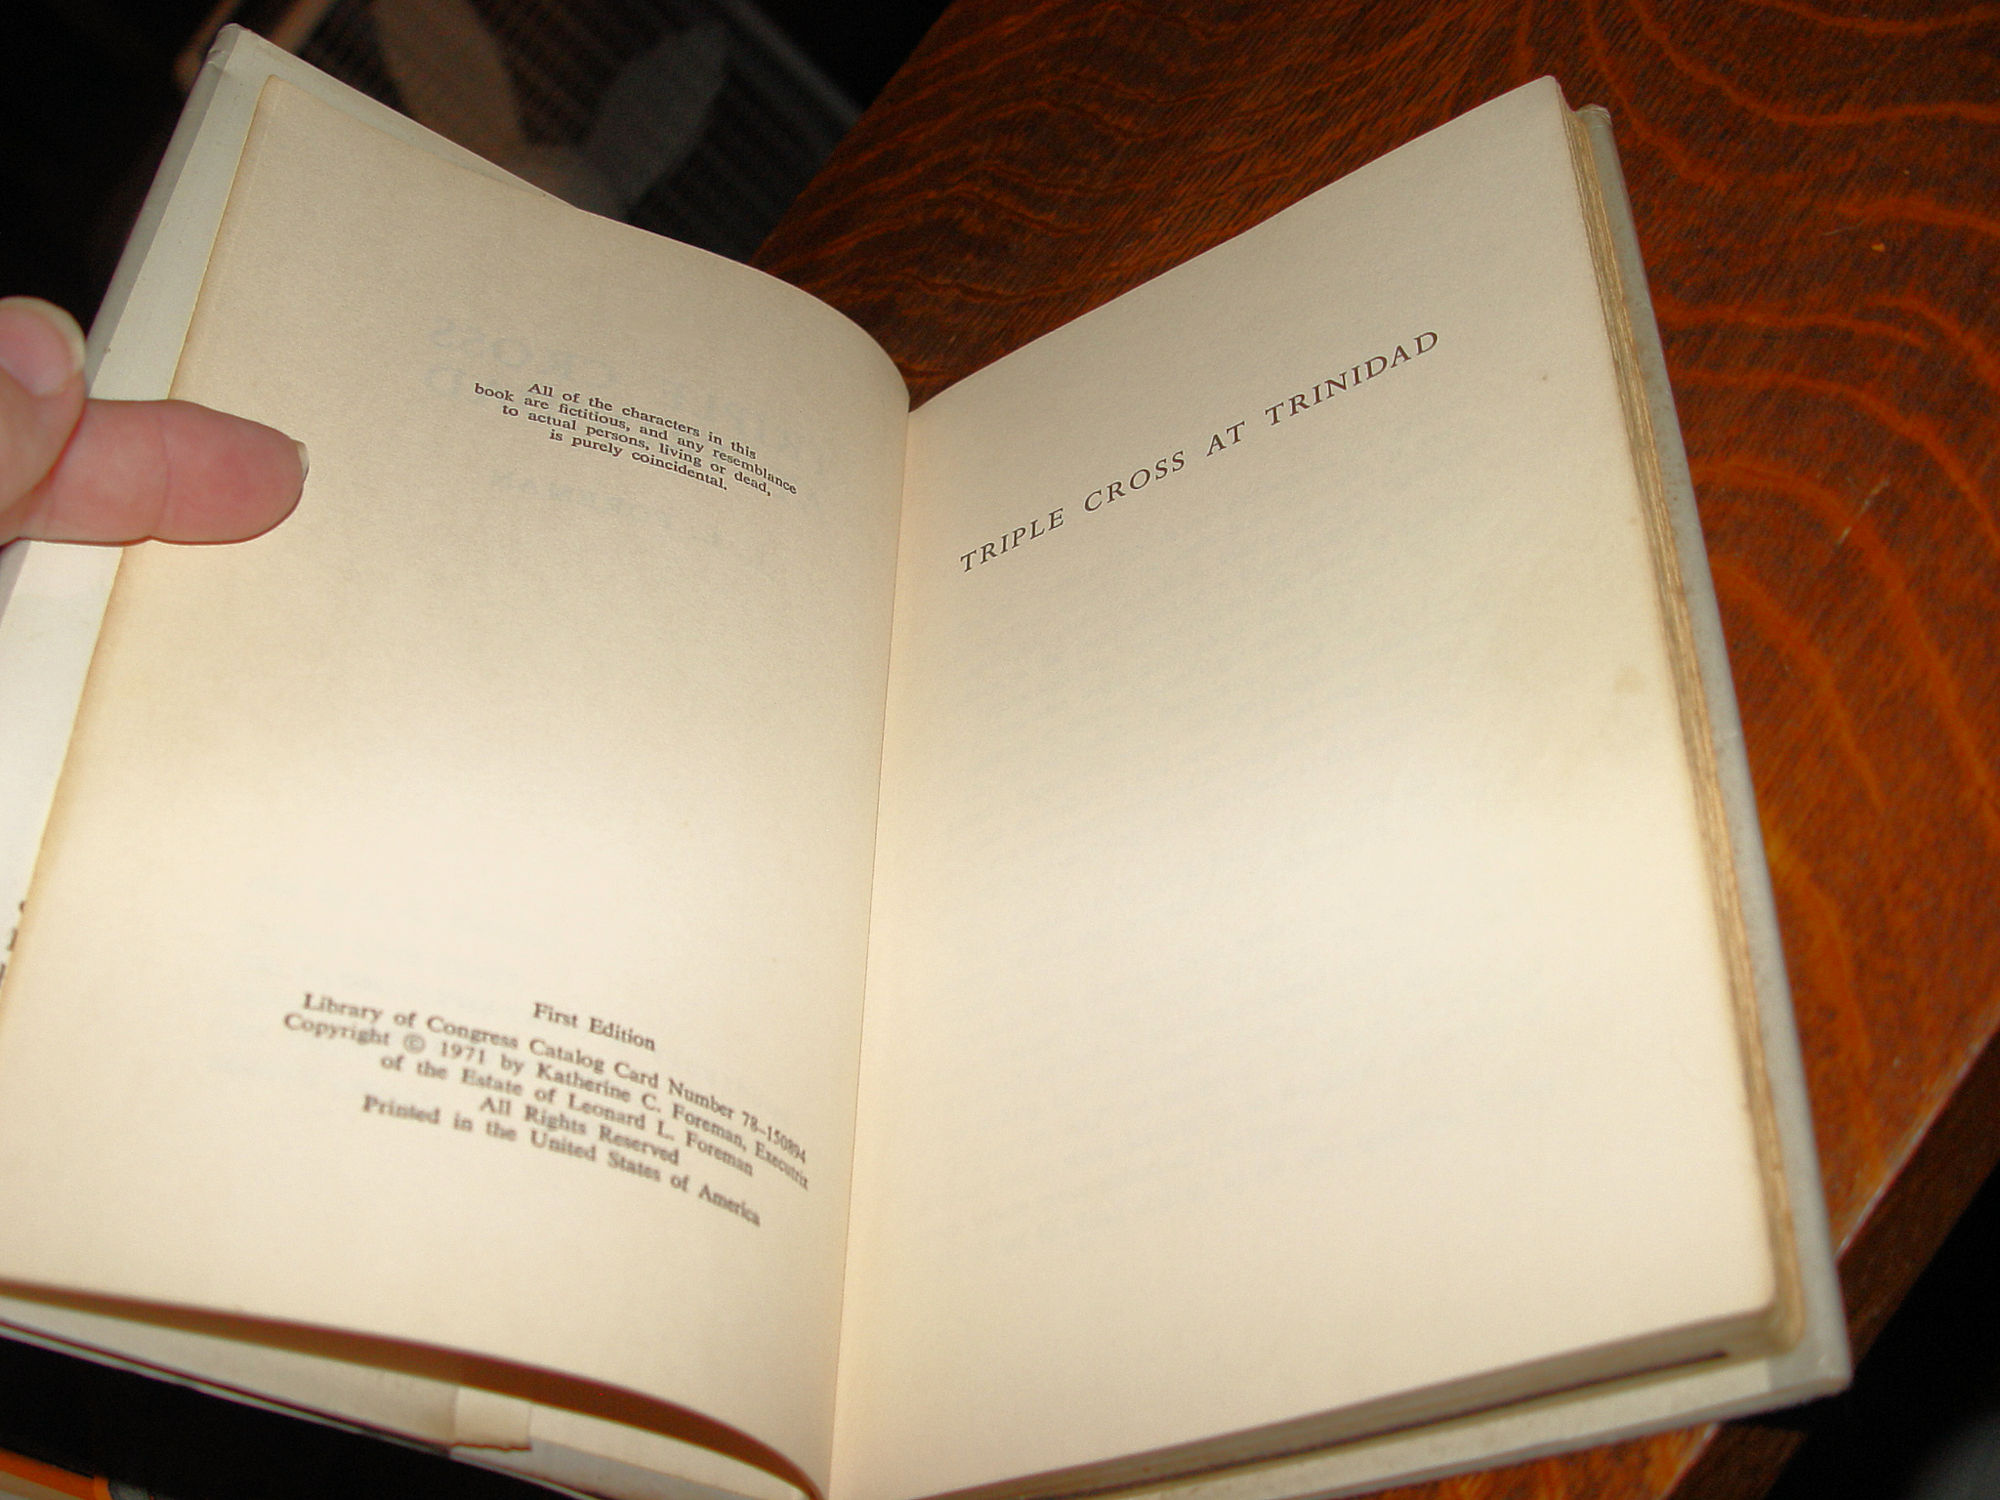 All of the characters in this
book are fictitious, and any resemblance
to actual persons, living or dead,
is purely coincidental.
First Edition
Library of Congress Catalog Card Number 78–150894
Copyright © 1971 by Katherine C. Foreman, Executrix
of the Estate of Leonard L. Foreman
All Rights Reserved
Printed in the United States of America
TRIPLE CROSS AT TRINIDAD